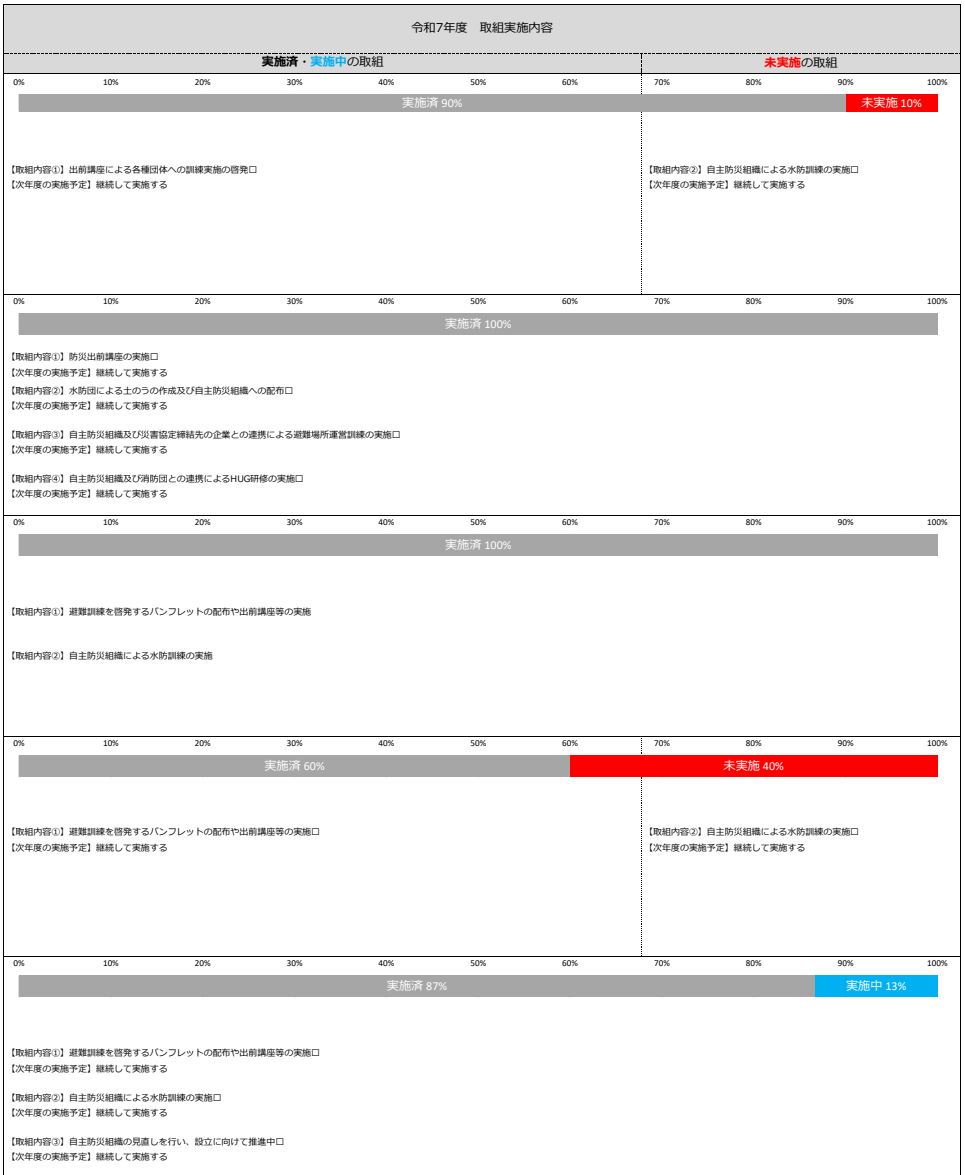 令和7年度　取組実施内容
実施済・実施中の取組
未実施の取組
0% 10% 20% 30% 40% 50% 60% 70% 80% 90% 100%
実施済 90% 未実施 10%
【取組内容①】出前講座による各種団体への訓練実施の啓発口
【次年度の実施予定】継続して実施する
【取組内容②】自主防災組織による水防訓練の実施口
【次年度の実施予定】継続して実施する
0% 10% 20% 30% 40% 50% 60% 70% 80% 90% 100%
実施済 100%
【取組内容①】防災出前講座の実施口
【次年度の実施予定】継続して実施する
【取組内容②】水防団による土のうの作成及び自主防災組織への配布口
【次年度の実施予定】継続して実施する
【取組内容③】自主防災組織及び災害協定締結先の企業との連携による避難場所運営訓練の実施口
【次年度の実施予定】継続して実施する
【取組内容④】自主防災組織及び消防団との連携によるHUG研修の実施口
【次年度の実施予定】継続して実施する
0% 10% 20% 30% 40% 50% 60% 70% 80% 90% 100%
実施済 100%
【取組内容①】避難訓練を啓発するパンフレットの配布や出前講座等の実施
【取組内容②】自主防災組織による水防訓練の実施
0% 10% 20% 30% 40% 50% 60% 70% 80% 90% 100%
実施済 60% 未実施 40%
【取組内容①】避難訓練を啓発するパンフレットの配布や出前講座等の実施口
【次年度の実施予定】継続して実施する
【取組内容②】自主防災組織による水防訓練の実施口
【次年度の実施予定】継続して実施する
0% 10% 20% 30% 40% 50% 60% 70% 80% 90% 100%
実施済 87% 実施中 13%
【取組内容①】避難訓練を啓発するパンフレットの配布や出前講座等の実施口
【次年度の実施予定】継続して実施する
【取組内容②】自主防災組織による水防訓練の実施口
【次年度の実施予定】継続して実施する
【取組内容③】自主防災組織の見直しを行い、設立に向けて推進中口
【次年度の実施予定】継続して実施する